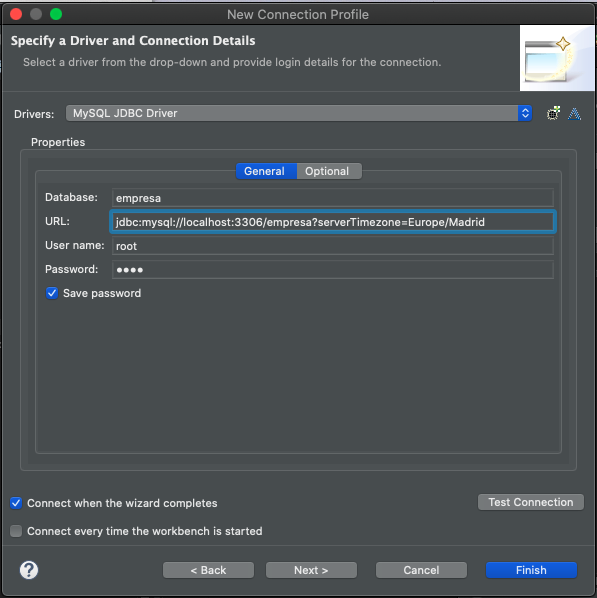 New Connection Profile
Specify a Driver and Connection Details
Select a driver from the drop-down and provide login details for the connection.
Drivers: MySQL JDBC Driver
Properties
General Optional
Database: empresa
URL: jdbc:mysql://localhost:3306/empresa?serverTimezone=Europe/Madrid
User name: root
Password: ●●●●
Save password
Connect when the wizard completes
Test Connection
Connect every time the workbench is started
? < Back Next > Cancel Finish